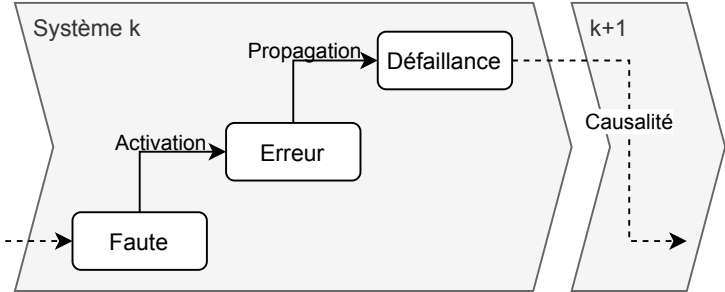 Système k
k+1
Propagation
Défaillance
Causalité
Activation
Erreur
Faute